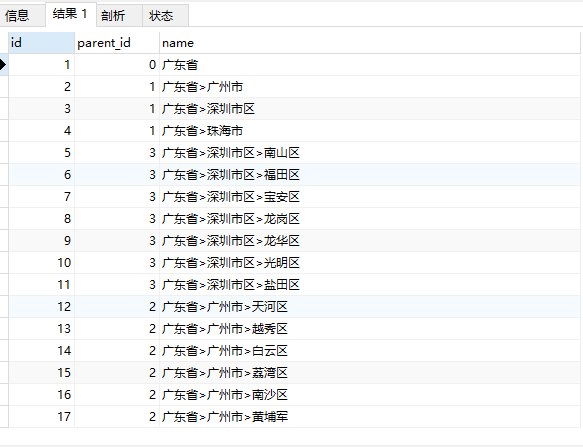 信息 结果 1 剖析 状态
id parent_id name
1 0 广东省
2 1 广东省>广州市
3 1 广东省>深圳市区
4 1 广东省>珠海市
5 3 广东省>深圳市区>南山区
6 3 广东省>深圳市区>福田区
7 3 广东省>深圳市区>宝安区
8 3 广东省>深圳市区>龙岗区
9 3 广东省>深圳市区>龙华区
10 3 广东省>深圳市区>光明区
11 3 广东省>深圳市区>盐田区
12 2 广东省>广州市>天河区
13 2 广东省>广州市>越秀区
14 2 广东省>广州市>白云区
15 2 广东省>广州市>荔湾区
16 2 广东省>广州市>南沙区
17 2 广东省>广州市>黄埔军